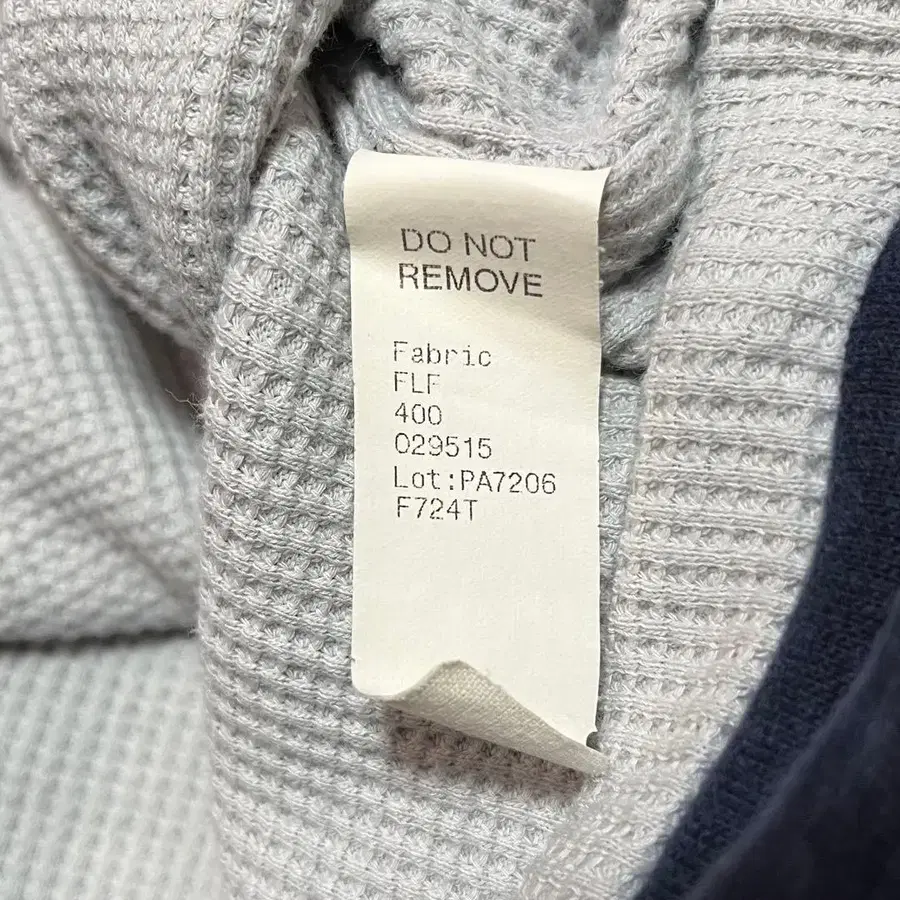 DO NOT
REMOVE
Fabric
FLF
400
029515
Lot:PA7206
F724T